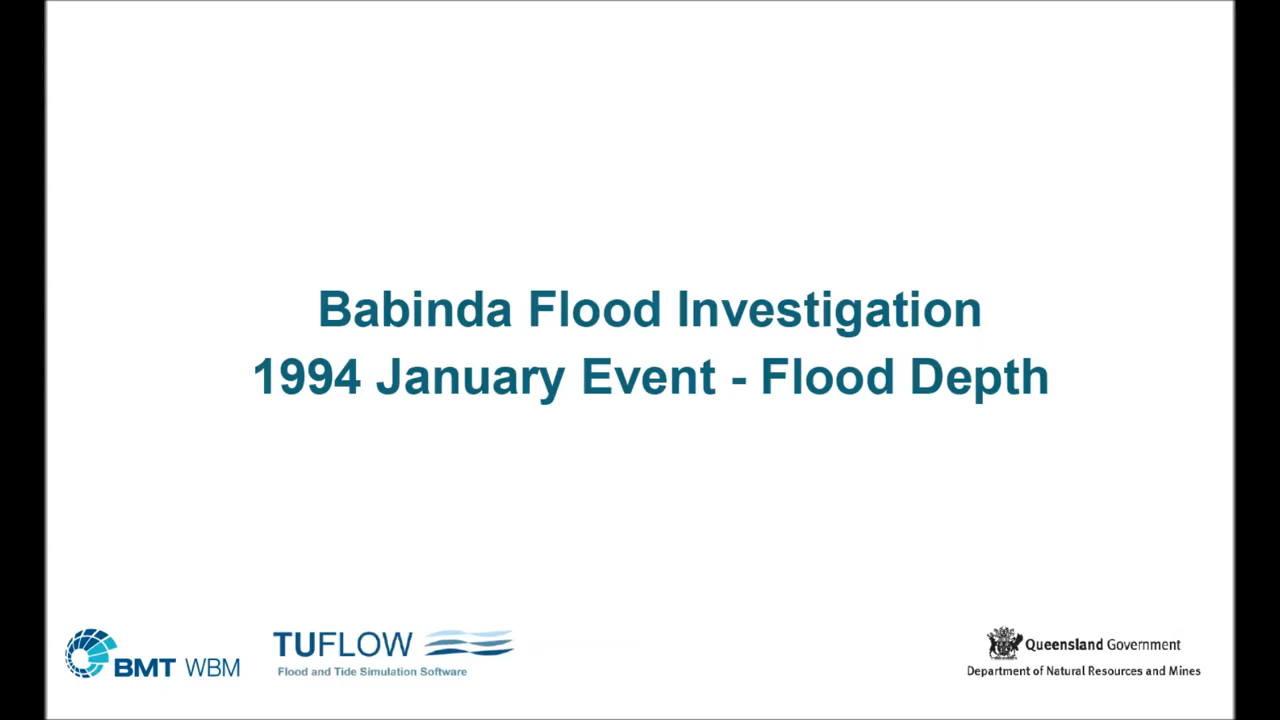 Babinda Flood Investigation
1994 January Event - Flood Depth
BMT WBM
TUFLOW
Flood and Tide Simulation Software
Queensland Government
Department of Natural Resources and Mines